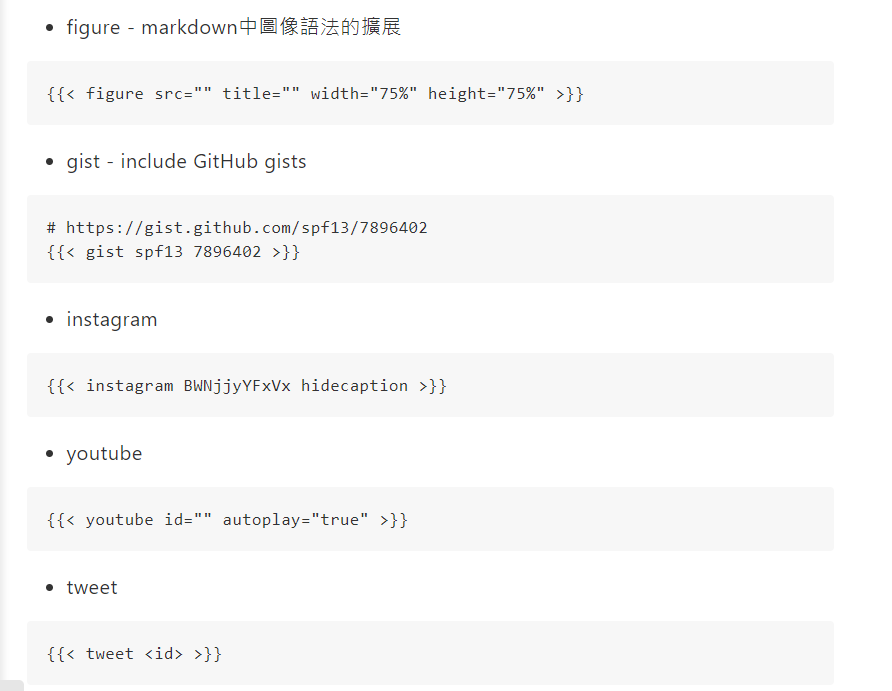 figure - markdown中圖像語法的擴展
{{< figure src="" title="" width="75%" height="75%" >}}
gist - include GitHub gists
# https://gist.github.com/spf13/7896402
{{< gist spf13 7896402 >}}
instagram
{{< instagram BWNjjyYFxVx hidecaption >}}
youtube
{{< youtube id="" autoplay="true" >}}
tweet
{{< tweet <id> >}}